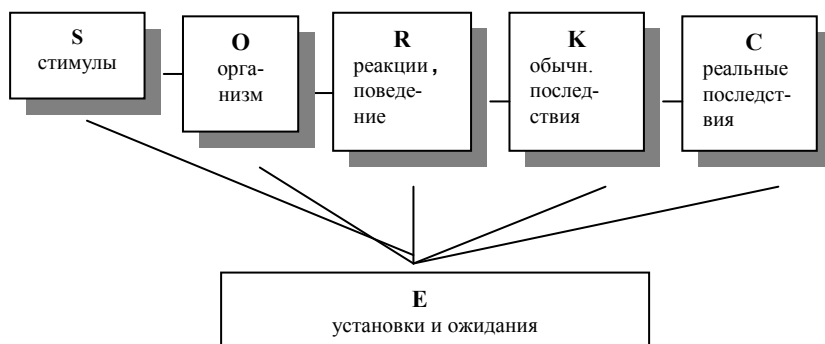 S
стимулы
O
орга-
низм
R
реакции,
поведе-
ние
K
обычн.
послед-
ствия
C
реальные
последст-
вия
E
установки и ожидания